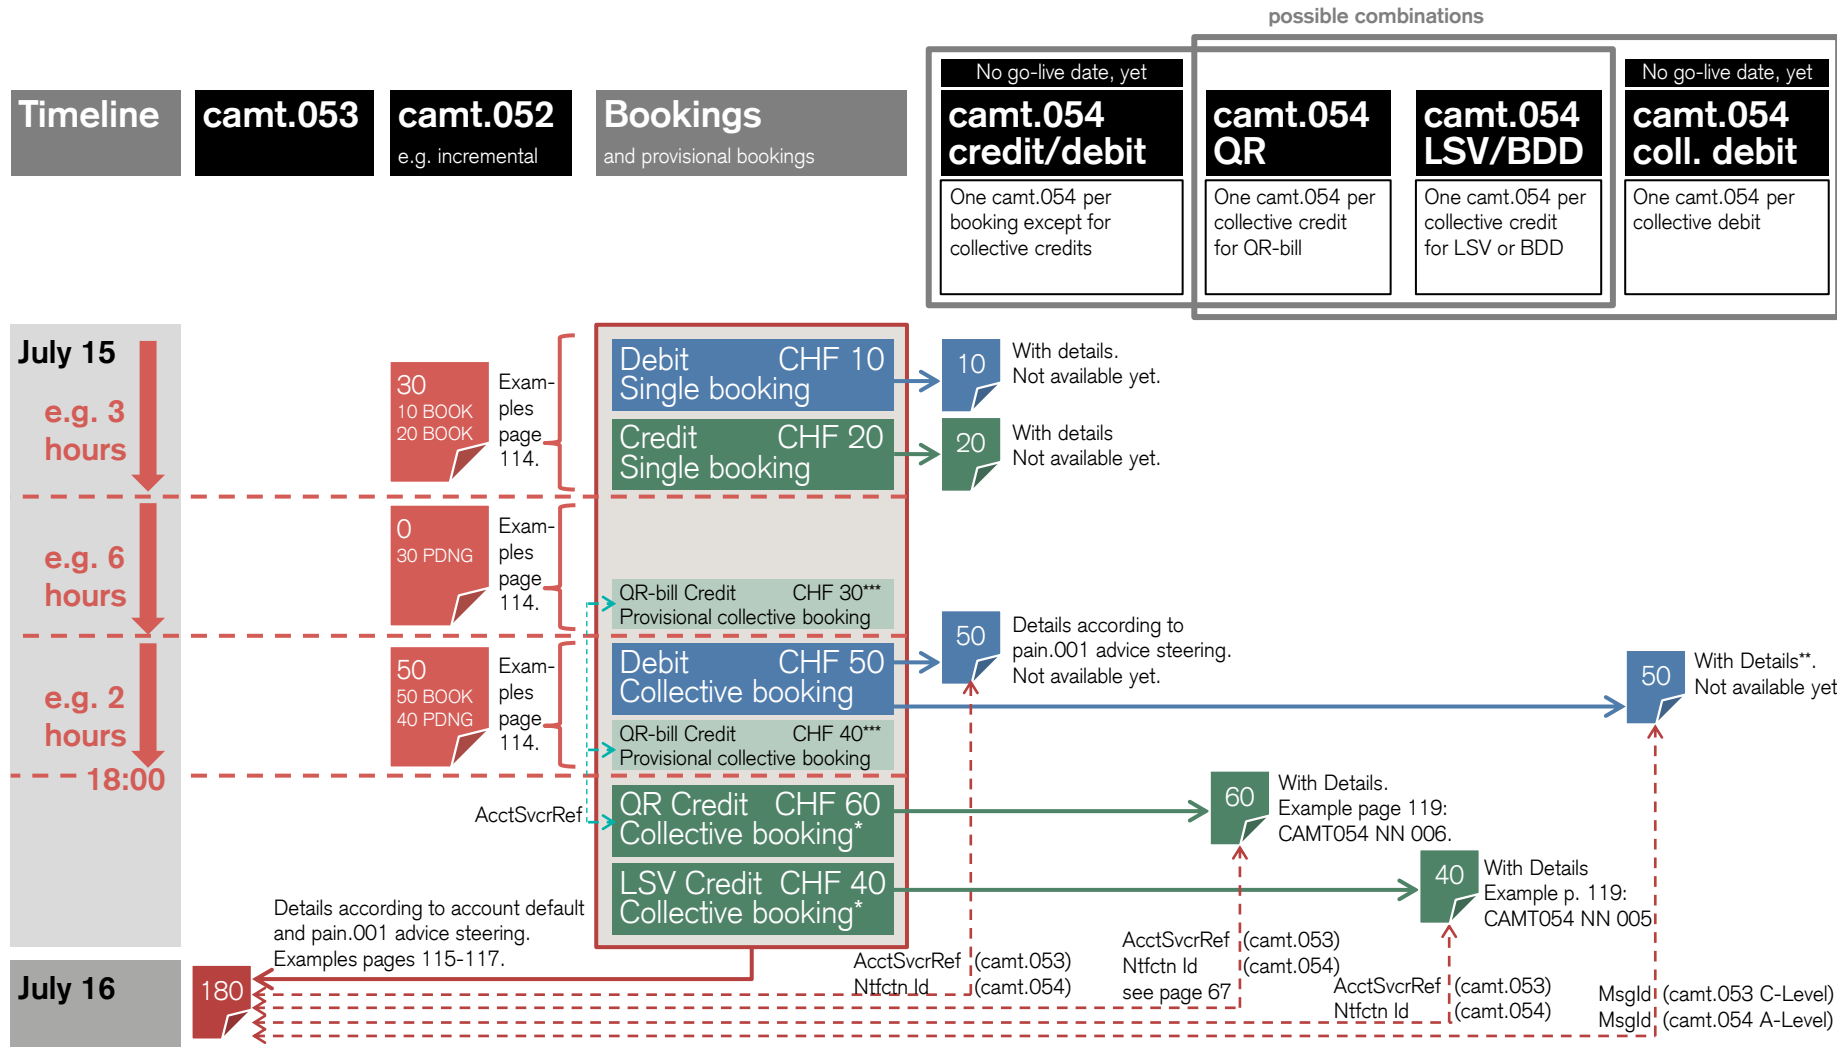 possible combinations
No go-live date, yet
No go-live date, yet
Timeline
camt.053
camt.052
e.g. incremental
Bookings
and provisional bookings
camt.054
credit/debit
camt.054
QR
camt.054
LSV/BDD
camt.054
coll. debit
One camt.054 per
booking except for
collective credits
One camt.054 per
collective credit
for QR-bill
One camt.054 per
collective credit
for LSV or BDD
One camt.054 per
collective debit
July 15
e.g. 3
hours
30
10 BOOK
20 BOOK
Exam-
ples
page
114.
Debit CHF 10
Single booking
10
With details.
Not available yet.
Credit CHF 20
Single booking
20
With details
Not available yet.
e.g. 6
hours
0
30 PDNG
Exam-
ples
page
114.
QR-bill Credit CHF 30***
Provisional collective booking
e.g. 2
hours
50
50 BOOK
40 PDNG
Exam-
ples
page
114.
Debit CHF 50
Collective booking
50
Details according to
pain.001 advice steering.
Not available yet.
50
With Details**.
Not available yet
QR-bill Credit CHF 40***
Provisional collective booking
18:00
AcctSvcrRef
QR Credit CHF 60
Collective booking*
60
With Details.
Example page 119:
CAMT054 NN 006.
LSV Credit CHF 40
Collective booking*
40
With Details
Example p. 119:
CAMT054 NN 005
Details according to account default
and pain.001 advice steering.
Examples pages 115-117.
July 16
180
AcctSvcrRef (camt.053)
Ntfctn Id (camt.054)
AcctSvcrRef (camt.053)
Ntfctn Id (camt.054)
see page 67
AcctSvcrRef (camt.053)
Ntfctn Id (camt.054)
MsgId (camt.053 C-Level)
MsgId (camt.054 A-Level)